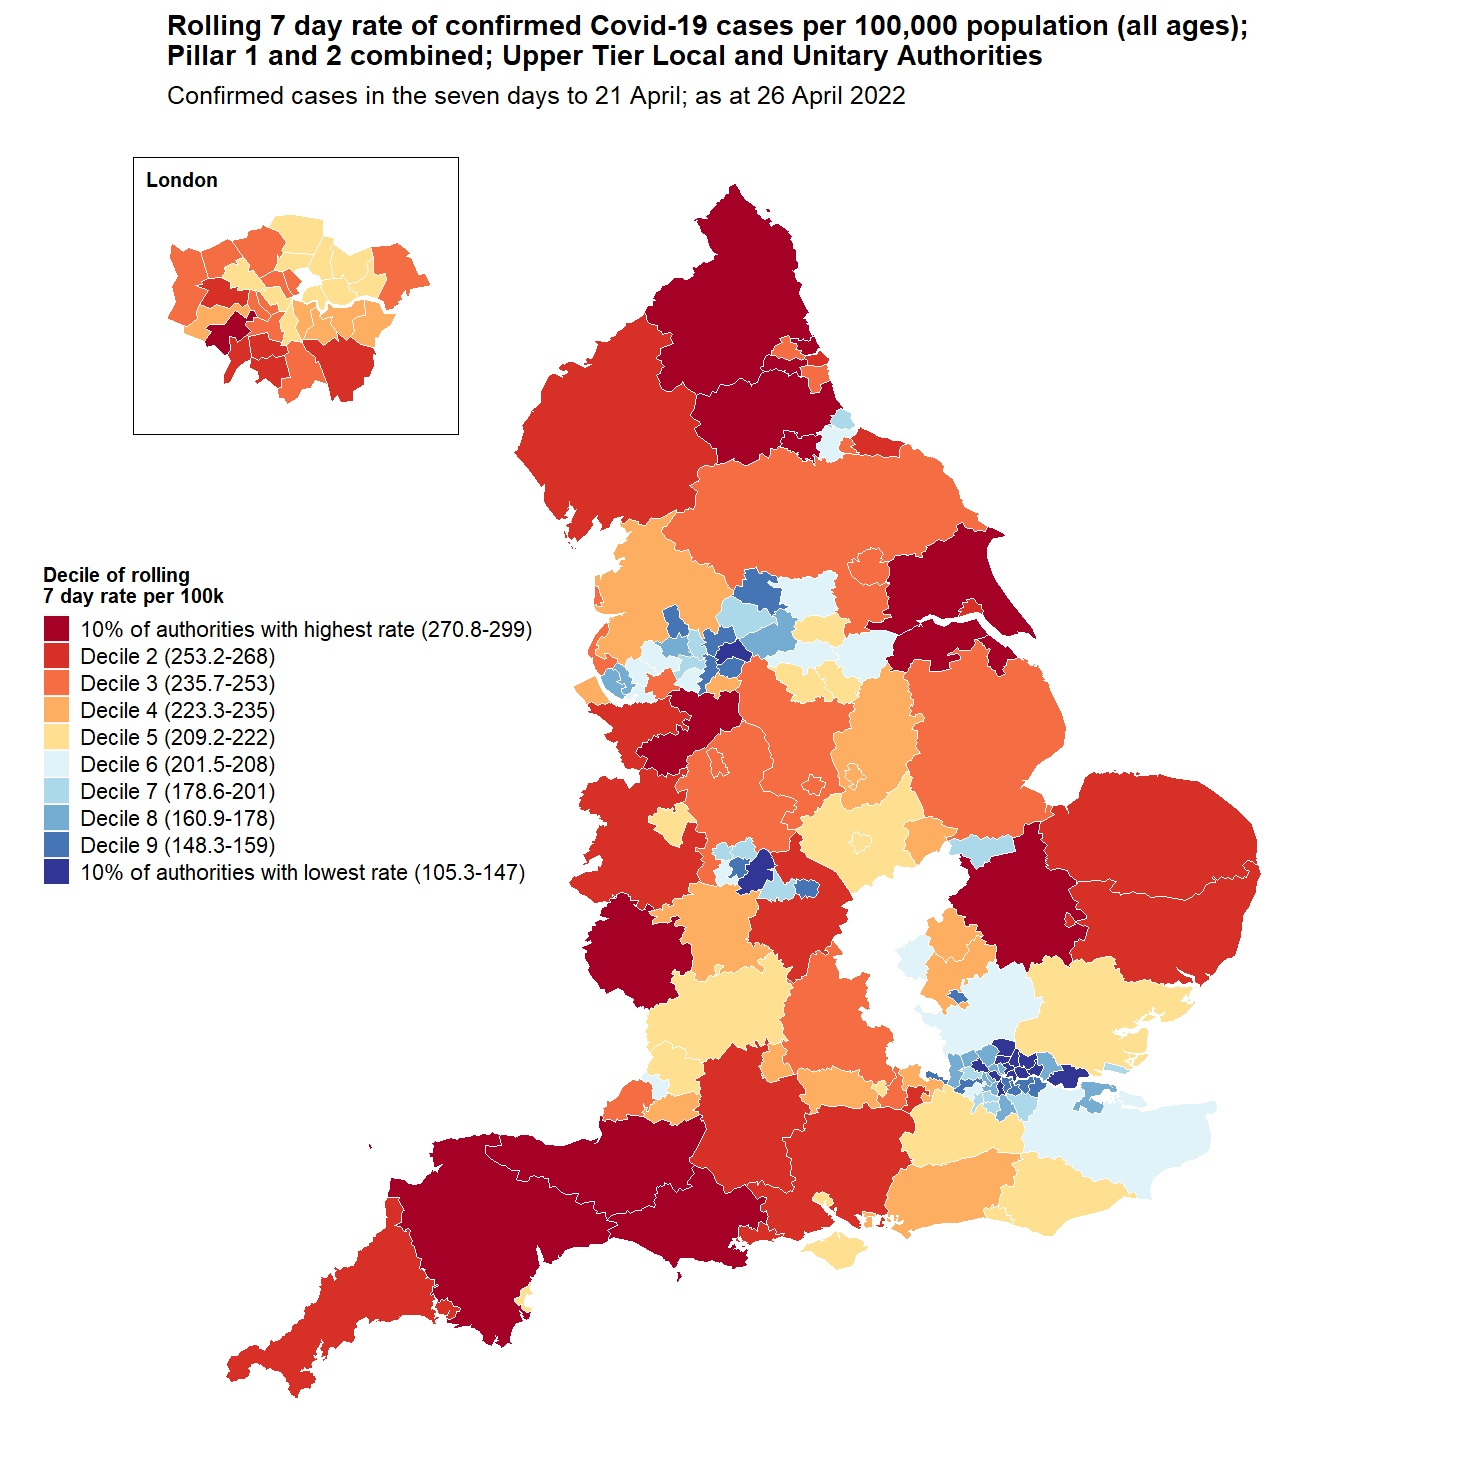 Rolling 7 day rate of confirmed Covid-19 cases per 100,000 population (all ages);
Pillar 1 and 2 combined; Upper Tier Local and Unitary Authorities
Confirmed cases in the seven days to 21 April; as at 26 April 2022
London
Decile of rolling
7 day rate per 100k
10% of authorities with highest rate (270.8-299)
Decile 2 (253.2-268)
Decile 3 (235.7-253)
Decile 4 (223.3-235)
Decile 5 (209.2-222)
Decile 6 (201.5-208)
Decile 7 (178.6-201)
Decile 8 (160.9-178)
Decile 9 (148.3-159)
10% of authorities with lowest rate (105.3-147)